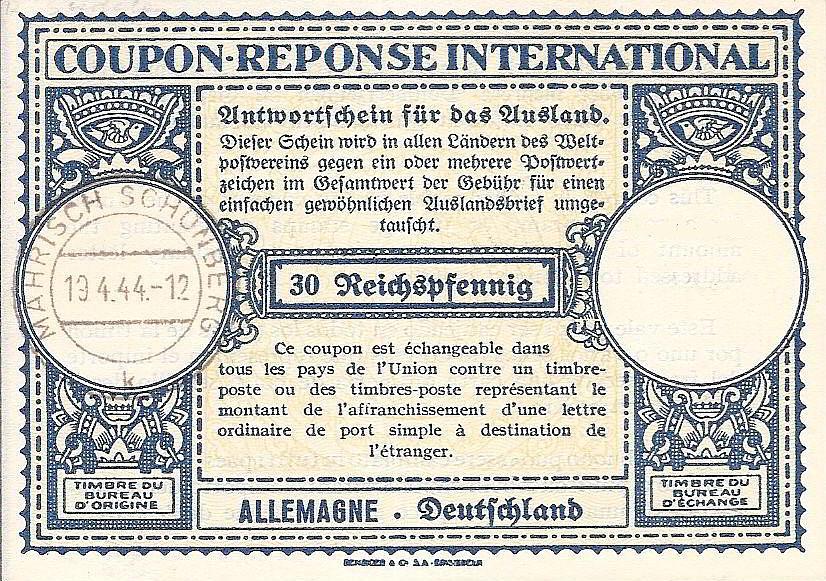 COUPON-REPONSE INTERNATIONAL
Antwortschein für das Ausland.
Dieser Schein wird in allen Ländern des Welt-
postvereins gegen ein oder mehrere Postwert-
zeichen im Gesamtwert der Gebühr für einen
einfachen gewöhnlichen Auslandsbrief umge-
tauscht.
MÄHRISCH SCHÖNBERG
19.4.44.-12
k
30 Reichspfennig
Ce coupon est échangeable dans
tous les pays de l'Union contre un timbre-
poste ou des timbres-poste représentant le
montant de l'affranchissement d'une lettre
ordinaire de port simple à destination de
l'étranger.
TIMBRE DU
BUREAU
D'ORIGINE
TIMBRE DU
BUREAU
D'ÉCHANGE
ALLEMAGNE . Deutschland